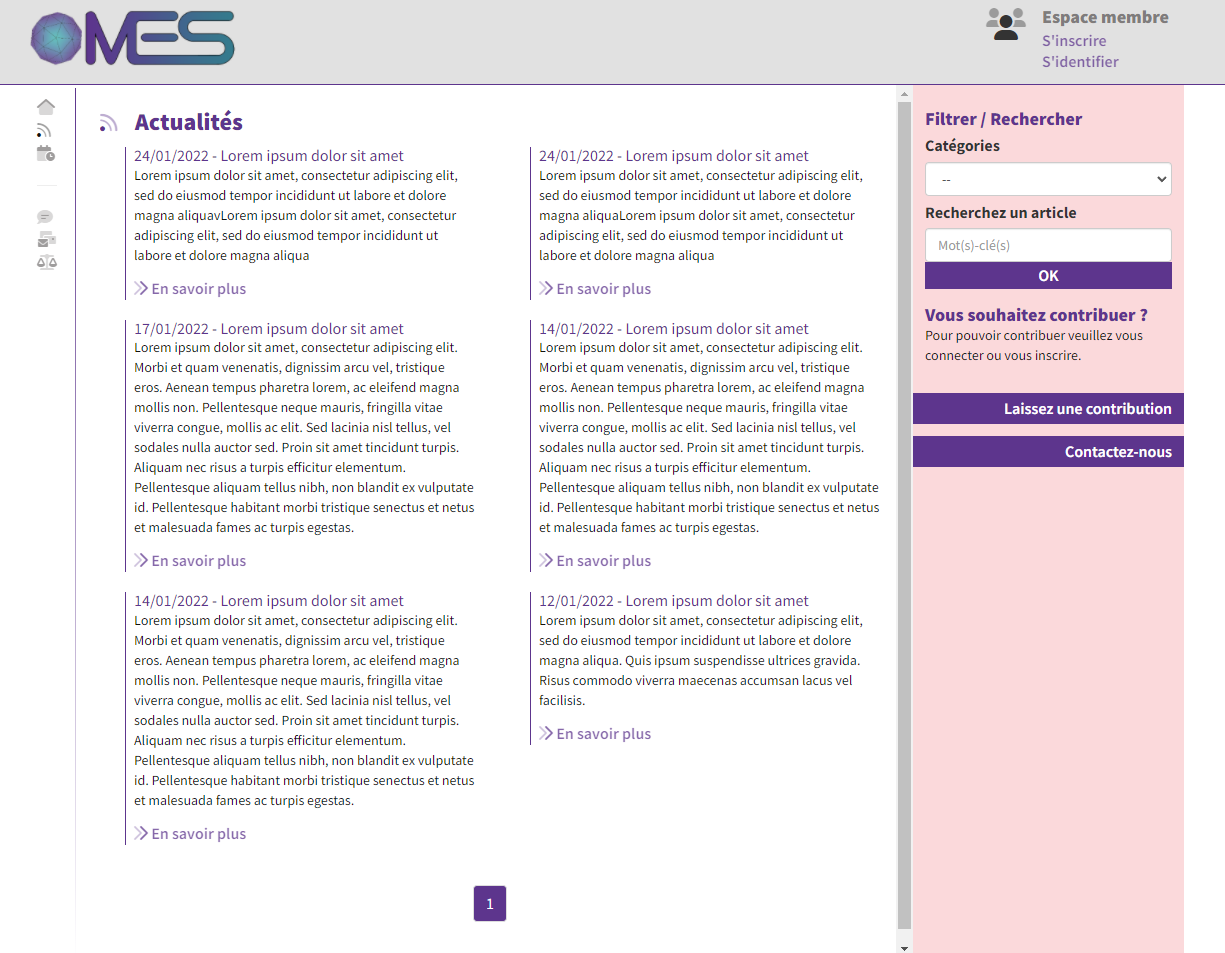 MES
Espace membre
S'inscrire
S'identifier
Actualités
24/01/2022 - Lorem ipsum dolor sit amet
Lorem ipsum dolor sit amet, consectetur adipiscing elit,
sed do eiusmod tempor incididunt ut labore et dolore
magna aliquavLorem ipsum dolor sit amet, consectetur
adipiscing elit, sed do eiusmod tempor incididunt ut
labore et dolore magna aliqua
En savoir plus
24/01/2022 - Lorem ipsum dolor sit amet
Lorem ipsum dolor sit amet, consectetur adipiscing elit,
sed do eiusmod tempor incididunt ut labore et dolore
magna aliquaLorem ipsum dolor sit amet, consectetur
adipiscing elit, sed do eiusmod tempor incididunt ut
labore et dolore magna aliqua
En savoir plus
17/01/2022 - Lorem ipsum dolor sit amet
Lorem ipsum dolor sit amet, consectetur adipiscing elit.
Morbi et quam venenatis, dignissim arcu vel, tristique
eros. Aenean tempus pharetra lorem, ac eleifend magna
mollis non. Pellentesque neque mauris, fringilla vitae
viverra congue, mollis ac elit. Sed lacinia nisl tellus, vel
sodales nulla auctor sed. Proin sit amet tincidunt turpis.
Aliquam nec risus a turpis efficitur elementum.
Pellentesque aliquam tellus nibh, non blandit ex vulputate
id. Pellentesque habitant morbi tristique senectus et netus
et malesuada fames ac turpis egestas.
En savoir plus
14/01/2022 - Lorem ipsum dolor sit amet
Lorem ipsum dolor sit amet, consectetur adipiscing elit.
Morbi et quam venenatis, dignissim arcu vel, tristique
eros. Aenean tempus pharetra lorem, ac eleifend magna
mollis non. Pellentesque neque mauris, fringilla vitae
viverra congue, mollis ac elit. Sed lacinia nisl tellus, vel
sodales nulla auctor sed. Proin sit amet tincidunt turpis.
Aliquam nec risus a turpis efficitur elementum.
Pellentesque aliquam tellus nibh, non blandit ex vulputate
id. Pellentesque habitant morbi tristique senectus et netus
et malesuada fames ac turpis egestas.
En savoir plus
14/01/2022 - Lorem ipsum dolor sit amet
Lorem ipsum dolor sit amet, consectetur adipiscing elit.
Morbi et quam venenatis, dignissim arcu vel, tristique
eros. Aenean tempus pharetra lorem, ac eleifend magna
mollis non. Pellentesque neque mauris, fringilla vitae
viverra congue, mollis ac elit. Sed lacinia nisl tellus, vel
sodales nulla auctor sed. Proin sit amet tincidunt turpis.
Aliquam nec risus a turpis efficitur elementum.
Pellentesque aliquam tellus nibh, non blandit ex vulputate
id. Pellentesque habitant morbi tristique senectus et netus
et malesuada fames ac turpis egestas.
En savoir plus
12/01/2022 - Lorem ipsum dolor sit amet
Lorem ipsum dolor sit amet, consectetur adipiscing elit,
sed do eiusmod tempor incididunt ut labore et dolore
magna aliqua. Quis ipsum suspendisse ultrices gravida.
Risus commodo viverra maecenas accumsan lacus vel
facilisis.
En savoir plus
1
Filtrer / Rechercher
Catégories
--
Recherchez un article
Mot(s)-clé(s)
OK
Vous souhaitez contribuer ?
Pour pouvoir contribuer veuillez vous
connecter ou vous inscrire.
Laissez une contribution
Contactez-nous